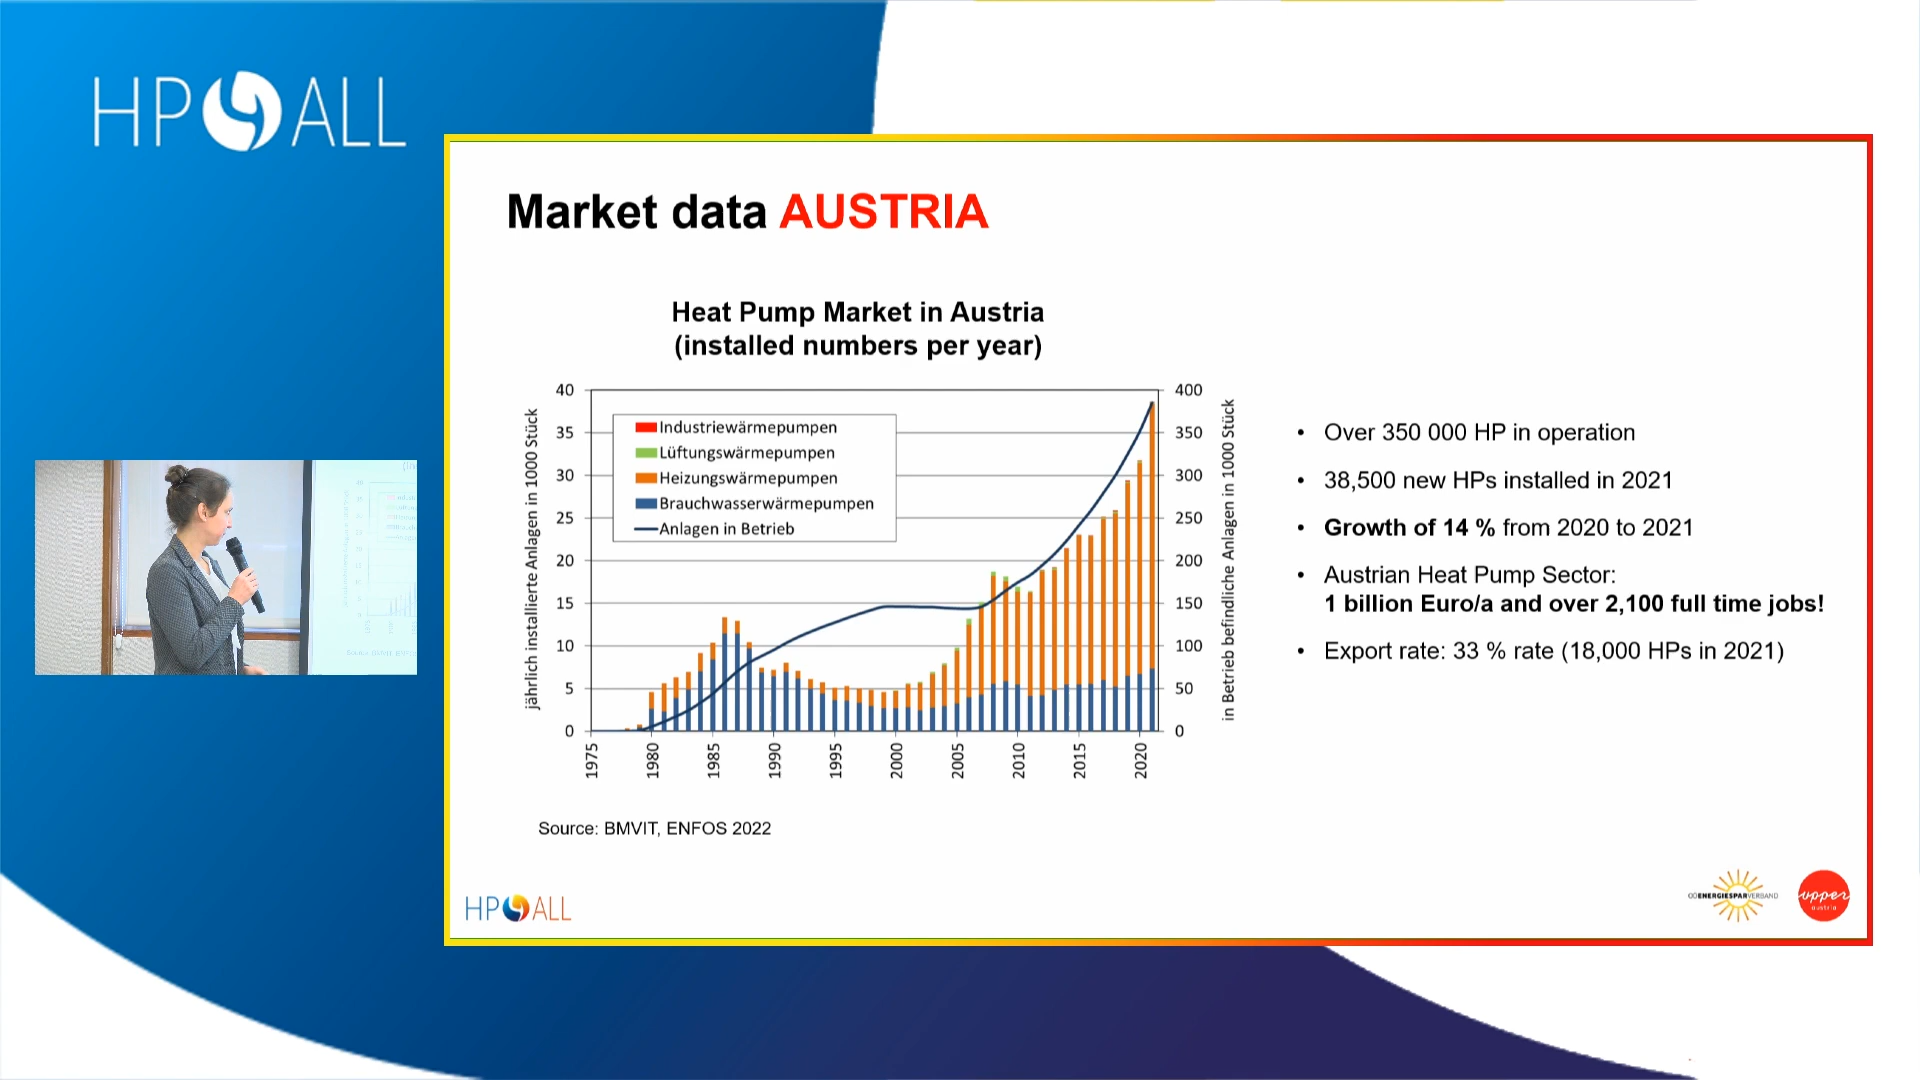 HP ALL
Market data AUSTRIA
Heat Pump Market in Austria
(installed numbers per year)
jährlich installierte Anlagen in 1000 Stück
40
35
30
25
20
15
10
5
0
Industriewärmepumpen
Lüftungswärmepumpen
Heizungswärmepumpen
Brauchwasserwärmepumpen
Anlagen in Betrieb
400
350
300
250
200
150
100
50
0
in Betrieb befindliche Anlagen in 1000 Stück
1975
1980
1985
1990
1995
2000
2005
2010
2015
2020
Source: BMVIT, ENFOS 2022
• Over 350 000 HP in operation
• 38,500 new HPs installed in 2021
• Growth of 14 % from 2020 to 2021
• Austrian Heat Pump Sector:
1 billion Euro/a and over 2,100 full time jobs!
• Export rate: 33 % rate (18,000 HPs in 2021)
HP ALL
OÖENERGIESPARVERBAND
upper
austria